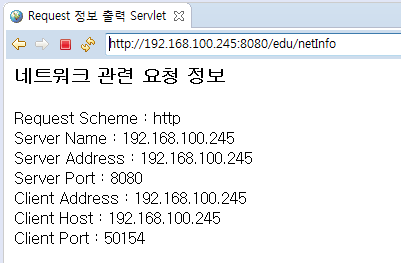 Request 정보 출력 Servlet
http://192.168.100.245:8080/edu/netInfo
네트워크 관련 요청 정보
Request Scheme : http
Server Name : 192.168.100.245
Server Address : 192.168.100.245
Server Port : 8080
Client Address : 192.168.100.245
Client Host : 192.168.100.245
Client Port : 50154